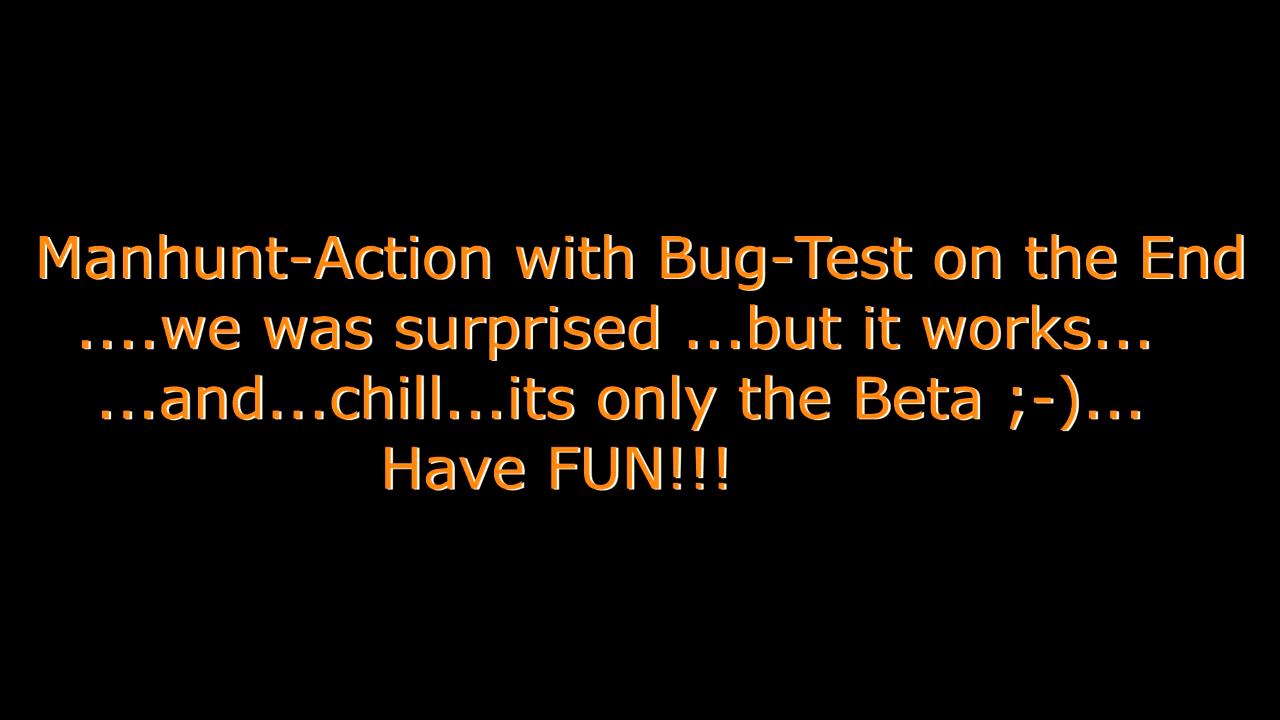 Manhunt-Action with Bug-Test on the End
....we was surprised ...but it works...
...and...chill...its only the Beta ;-)...
Have FUN!!!